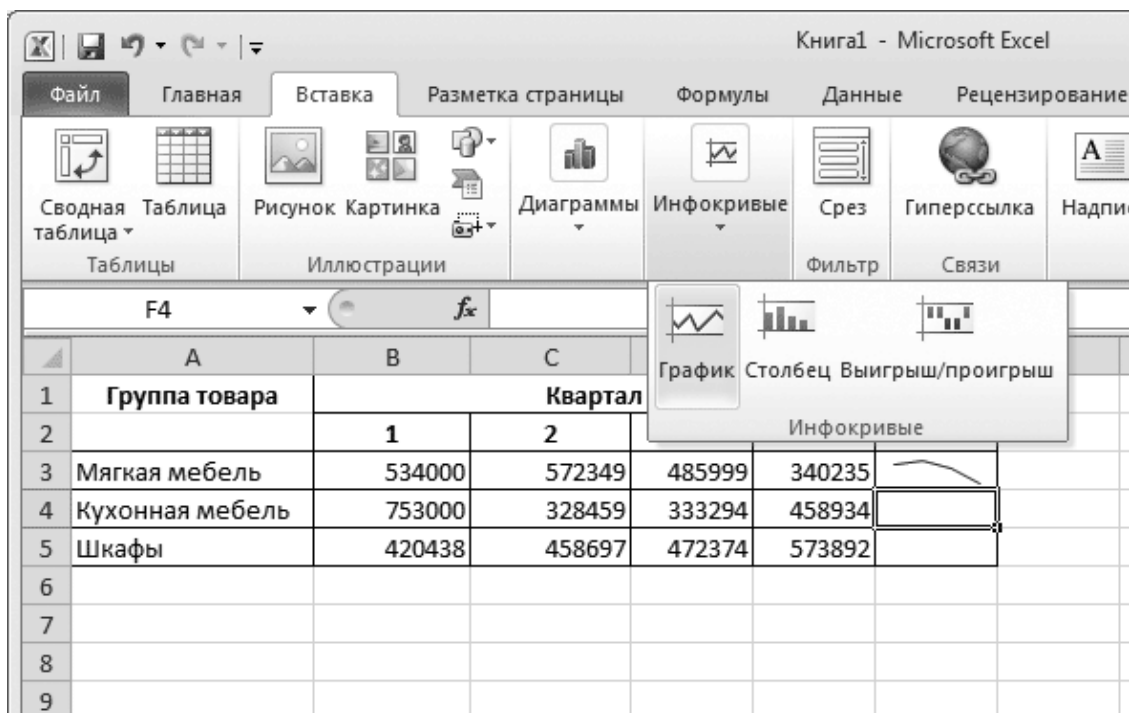 Книга1 - Microsoft Excel
Файл Главная Вставка Разметка страницы Формулы Данные Рецензирование
Сводная таблица Таблица Рисунок Картинка Диаграммы Инфокривые Срез Гиперссылка
Таблицы Иллюстрации Фильтр Связи
F4 fx
График Столбец Выигрыш/проигрыш
Инфокривые
A B C
1 Группа товара Квартал
2 1 2
3 Мягкая мебель 534000 572349 485999 340235
4 Кухонная мебель 753000 328459 333294 458934
5 Шкафы 420438 458697 472374 573892
6
7
8
9